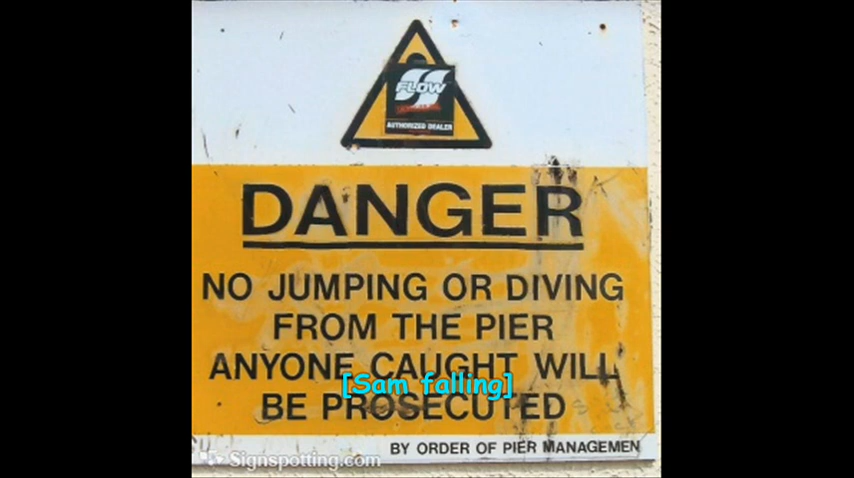 FLOW
AUTHORIZED DEALER
DANGER
NO JUMPING OR DIVING
FROM THE PIER
ANYONE CAUGHT WILL
[Sam falling]
BE PROSECUTED
BY ORDER OF PIER MANAGEMEN
Signspotting.com